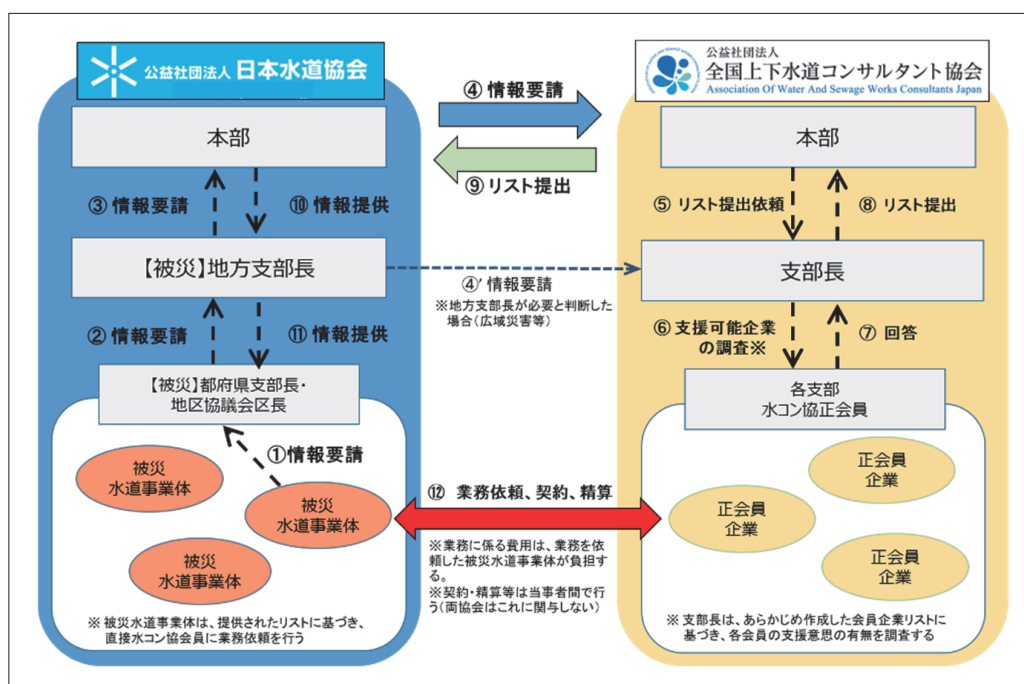 公益社団法人 日本水道協会
本部
③ 情報要請
⑩ 情報提供
【被災】地方支部長
② 情報要請
⑪ 情報提供
【被災】都府県支部長・
地区協議会区長
①情報要請
被災
水道事業体
被災
水道事業体
被災
水道事業体
※ 被災水道事業体は、提供されたリストに基づき、
直接水コン協会員に業務依頼を行う
④ 情報要請
⑨ リスト提出
④’ 情報要請
※地方支部長が必要と判断した
場合(広域災害等)
⑫ 業務依頼、契約、精算
※業務に係る費用は、業務を依
頼した被災水道事業体が負担す
る。
※契約・精算等は当事者間で行
う(両協会はこれに関与しない)
公益社団法人
全国上下水道コンサルタント協会
Association Of Water And Sewage Works Consultants Japan
本部
⑤ リスト提出依頼
⑧ リスト提出
支部長
⑥ 支援可能企業
の調査※
⑦ 回答
各支部
水コン協正会員
正会員
企業
正会員
企業
正会員
企業
※ 支部長は、あらかじめ作成した会員企業リストに
基づき、各会員の支援意思の有無を調査する